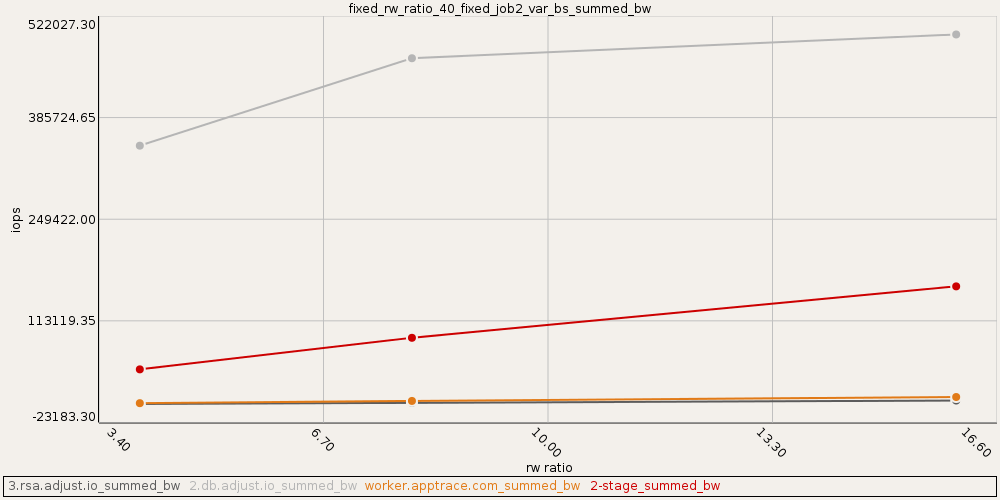 fixed_rw_ratio_40_fixed_job2_var_bs_summed_bw
522027.30
385724.65
249422.00
113119.35
-23183.30
iops
3.40
6.70
10.00
13.30
16.60
rw ratio
3.rsa.adjust.io_summed_bw 2.db.adjust.io_summed_bw worker.apptrace.com_summed_bw 2-stage_summed_bw